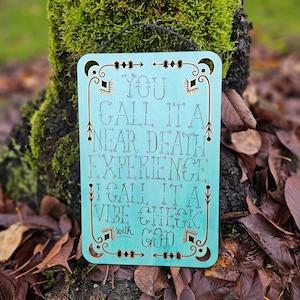 YOU
CALL IT A
NEAR DEATH
EXPERIENCE
I CALL IT A
VIBE CHECK
with GOD